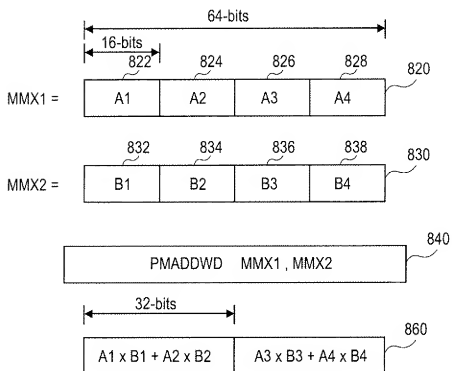 64-bits
16-bits
822 824 826 828
MMX1 = A1 A2 A3 A4 820
832 834 836 838
MMX2 = B1 B2 B3 B4 830
PMADDWD MMX1 , MMX2 840
32-bits
A1 x B1 + A2 x B2 A3 x B3 + A4 x B4 860